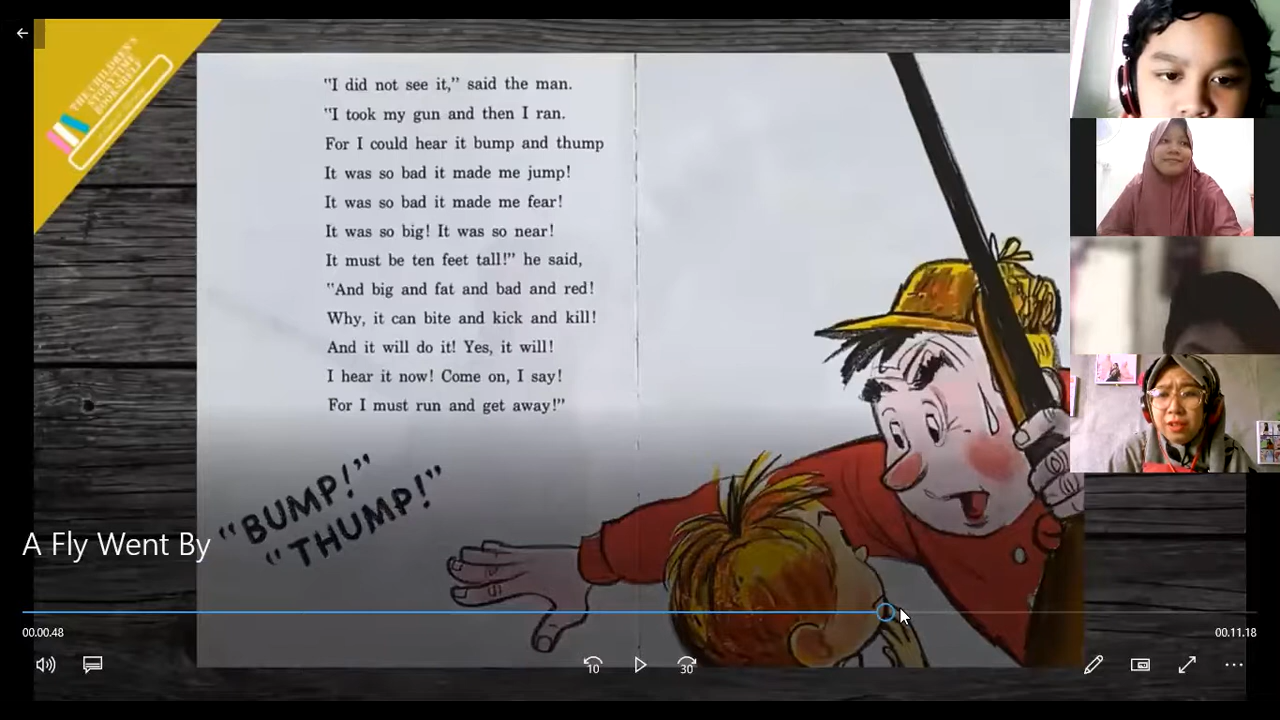 THE CHILDREN'S
STORYTIME
BOOKSHELF
"I did not see it," said the man.
"I took my gun and then I ran.
For I could hear it bump and thump
It was so bad it made me jump!
It was so bad it made me fear!
It was so big! It was so near!
It must be ten feet tall!" he said,
"And big and fat and bad and red!
Why, it can bite and kick and kill!
And it will do it! Yes, it will!
I hear it now! Come on, I say!
For I must run and get away!"
"BUMP!"
"THUMP!"
A Fly Went By
00.00.48
00.11.18
10
30